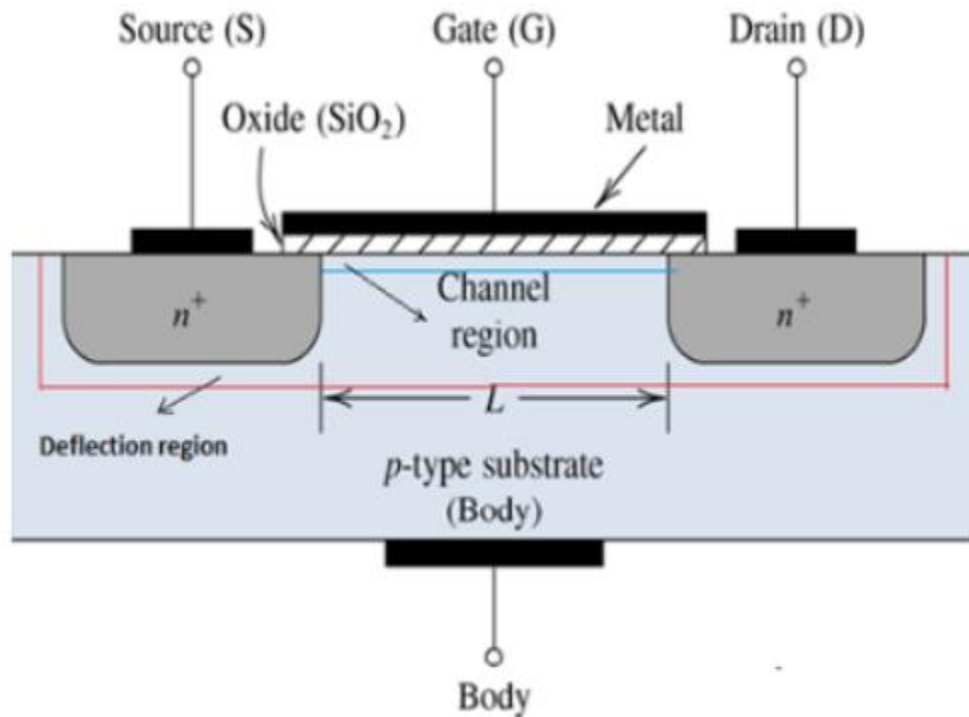 Source (S)
Gate (G)
Drain (D)
Oxide (SiO₂)
Metal
Channel
region
n⁺
n⁺
L
Deflection region
p-type substrate
(Body)
Body